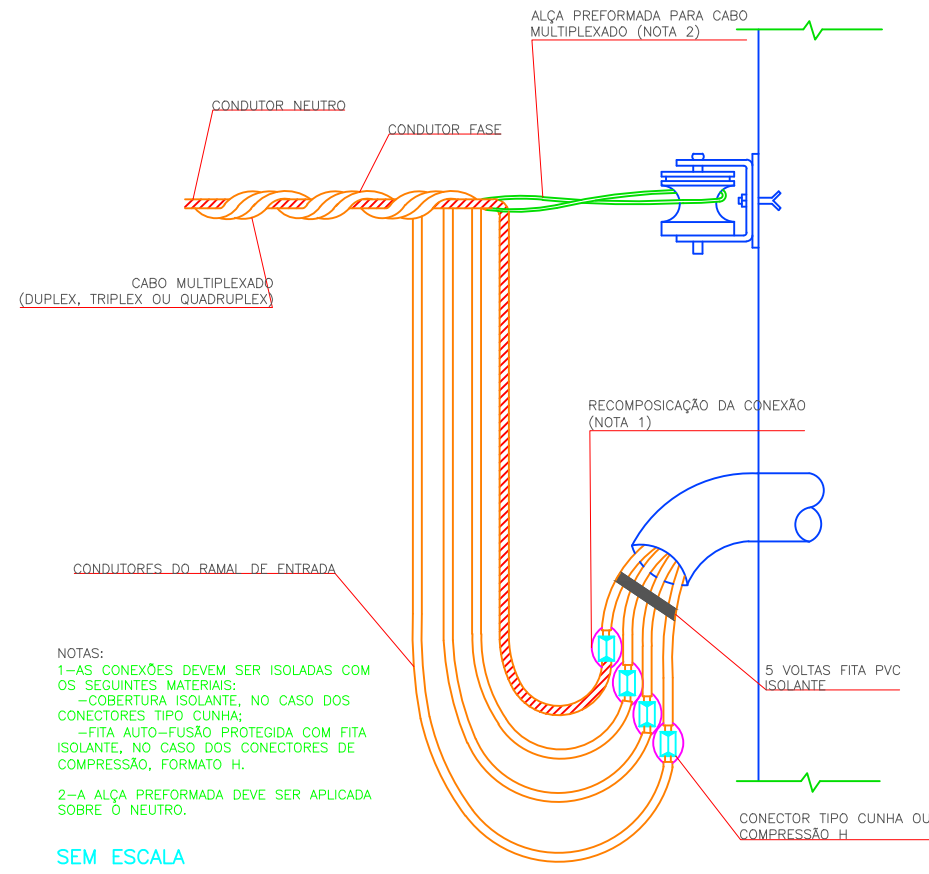 ALÇA PREFORMADA PARA CABO
MULTIPLEXADO (NOTA 2)
CONDUTOR NEUTRO
CONDUTOR FASE
CABO MULTIPLEXADO
(DUPLEX, TRIPLEX OU QUADRUPLEX)
RECOMPOSICAÇÃO DA CONEXÃO
(NOTA 1)
CONDUTORES DO RAMAL DE ENTRADA
5 VOLTAS FITA PVC
ISOLANTE
NOTAS:
1-AS CONEXÕES DEVEM SER ISOLADAS COM
OS SEGUINTES MATERIAIS:
-COBERTURA ISOLANTE, NO CASO DOS
CONECTORES TIPO CUNHA;
-FITA AUTO-FUSÃO PROTEGIDA COM FITA
ISOLANTE, NO CASO DOS CONECTORES DE
COMPRESSÃO, FORMATO H.
2-A ALÇA PREFORMADA DEVE SER APLICADA
SOBRE O NEUTRO.
CONECTOR TIPO CUNHA OU
COMPRESSÃO H
SEM ESCALA